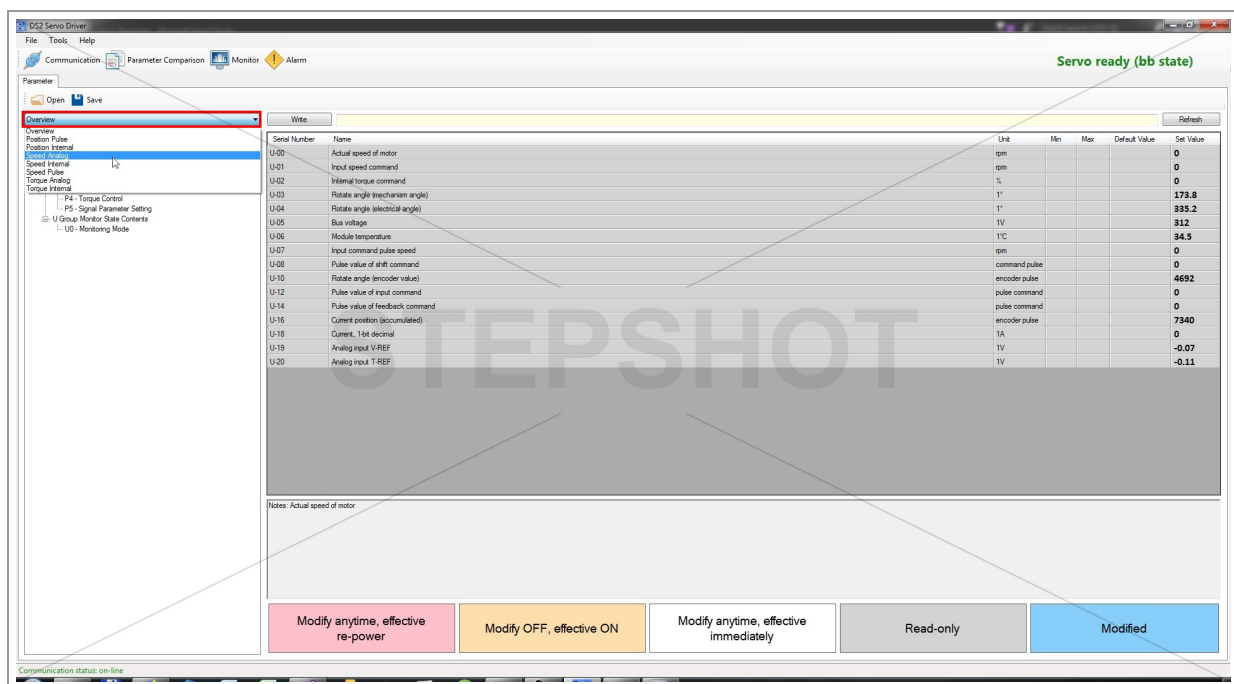 DS2 Servo Driver
File Tools Help
Communication Parameter Comparison Monitor Alarm
Servo ready (bb state)
Parameter
Open Save
Overview
Write
Refresh
Overview
Postion Pulse
Postion Internal
Speed Analog
Speed Internal
Speed Pulse
Torque Analog
Torque Internal
P4 - Torque Control
P5 - Signal Parameter Setting
U Group Monitor State Contents
U0 - Monitoring Mode
Serial Number Name Unit Min Max Default Value Set Value
U-00 Actual speed of motor rpm 0
U-01 Input speed command rpm 0
U-02 Internal torque command % 0
U-03 Rotate angle (mechanism angle) 1° 173.8
U-04 Rotate angle (electrical angle) 1° 335.2
U-05 Bus voltage 1V 312
U-06 Module temperature 1℃ 34.5
U-07 Input command pulse speed rpm 0
U-08 Pulse value of shift command command pulse 0
U-10 Rotate angle (encoder value) encoder pulse 4692
U-12 Pulse value of input command pulse command 0
U-14 Pulse value of feedback command pulse command 0
U-16 Current position (accumulated) encoder pulse 7340
U-18 Current, 1-bit decimal 1A 0
U-19 Analog input V-REF 1V -0.07
U-20 Analog input T-REF 1V -0.11
STEPSHOT
Notes: Actual speed of motor
Modify anytime, effective
re-power
Modify OFF, effective ON
Modify anytime, effective
immediately
Read-only
Modified
Communication status: on-line